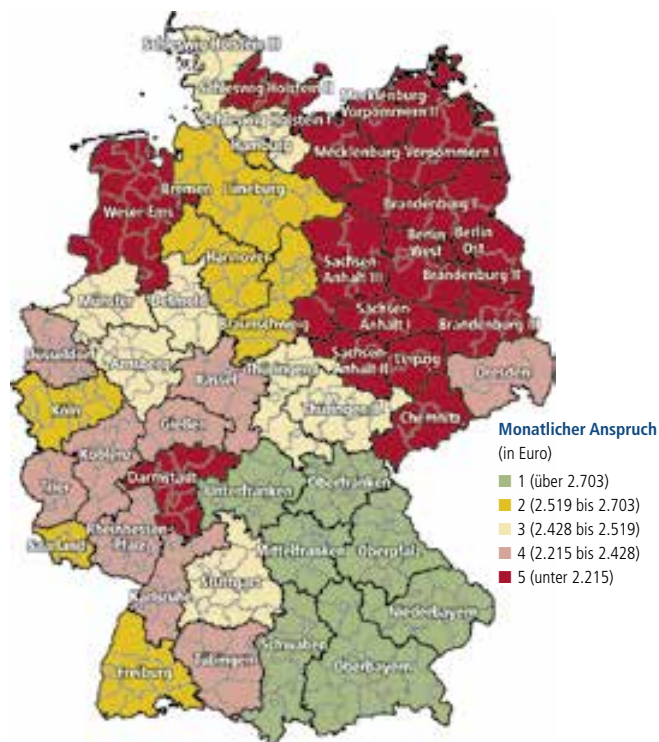 Schleswig-Holstein III
Schleswig-Holstein II
Mecklenburg-
Vorpommern II
Schleswig-Holstein I
Hamburg
Mecklenburg-Vorpommern I
Bremen
Lüneburg
Brandenburg I
Weser-Ems
Berlin
West
Berlin
Ost
Hannover
Sachsen-
Anhalt III
Brandenburg II
Münster
Detmold
Braunschweig
Sachsen-
Anhalt I
Brandenburg III
Düsseldorf
Arnsberg
Kassel
Thüringen I
Sachsen-
Anhalt II
Leipzig
Dresden
Köln
Gießen
Thüringen II
Chemnitz
Koblenz
Monatlicher Anspruch
(in Euro)
Trier
Darmstadt
Unterfranken
Oberfranken
1 (über 2.703)
2 (2.519 bis 2.703)
Saarland
Rheinhessen-
Pfalz
Mittelfranken
Oberpfalz
3 (2.428 bis 2.519)
4 (2.215 bis 2.428)
5 (unter 2.215)
Karlsruhe
Stuttgart
Niederbayern
Schwaben
Freiburg
Tübingen
Oberbayern